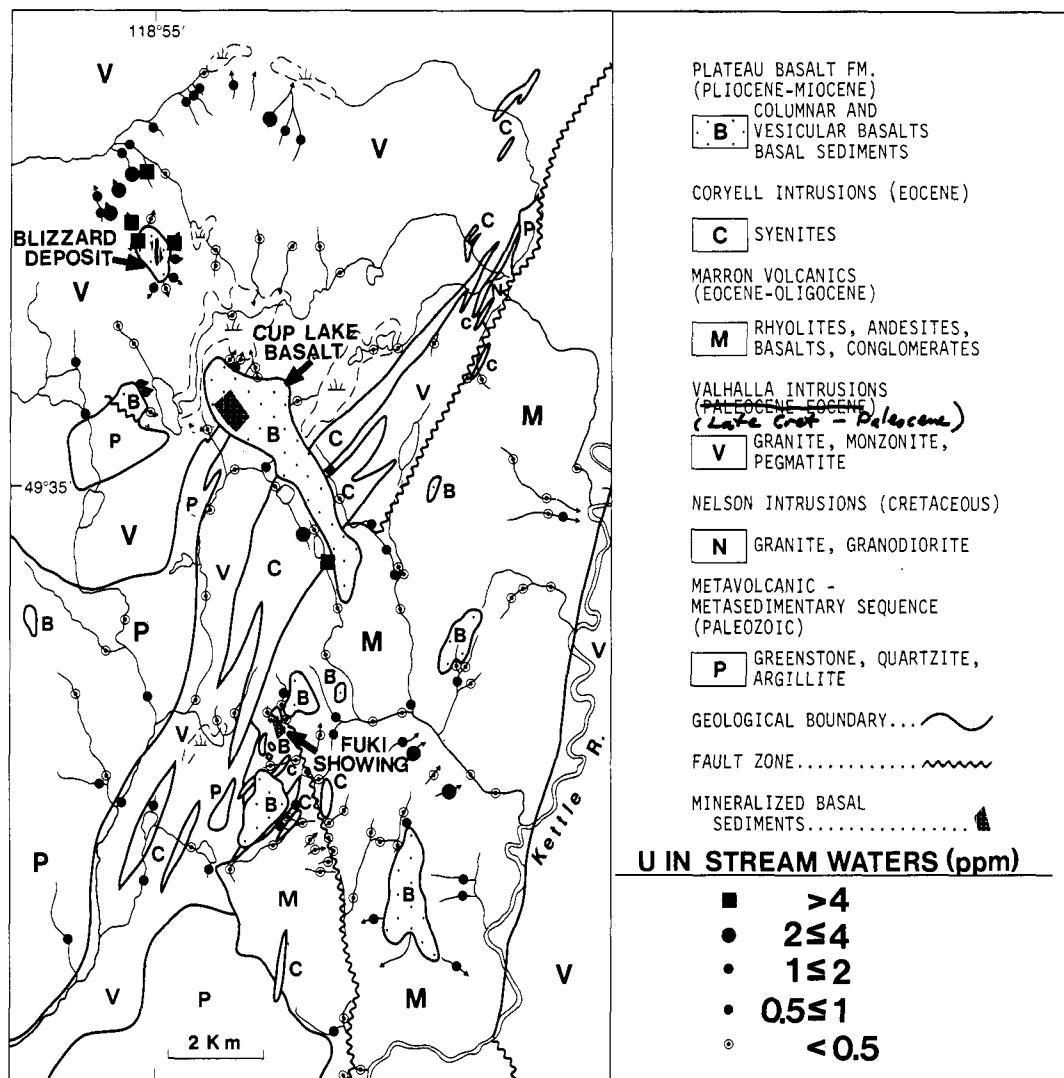 118°55'
V
V
C
C
C
P
BLIZZARD
DEPOSIT
V
N
C
C
CUP LAKE
BASALT
V
M
B
B
C
P
49°35
P
C
B
V
V
C
B
P
M
B
V
B
B
V
B
FUKI
SHOWING
C
C
P
B
C
Kettle R.
C
P
M
B
C
V
P
M
V
2 Km
PLATEAU BASALT FM.
(PLIOCENE-MIOCENE)
B COLUMNAR AND
VESICULAR BASALTS
BASAL SEDIMENTS
CORYELL INTRUSIONS (EOCENE)
C SYENITES
MARRON VOLCANICS
(EOCENE-OLIGOCENE)
M RHYOLITES, ANDESITES,
BASALTS, CONGLOMERATES
VALHALLA INTRUSIONS
(PALEOCENE-EOCENE)
(Late Cret - Paleocene)
V GRANITE, MONZONITE,
PEGMATITE
NELSON INTRUSIONS (CRETACEOUS)
N GRANITE, GRANODIORITE
METAVOLCANIC -
METASEDIMENTARY SEQUENCE
(PALEOZOIC)
P GREENSTONE, QUARTZITE,
ARGILLITE
GEOLOGICAL BOUNDARY...
FAULT ZONE............
MINERALIZED BASAL
SEDIMENTS................
U IN STREAM WATERS (ppm)
>4
2≤4
1≤2
0.5≤1
<0.5